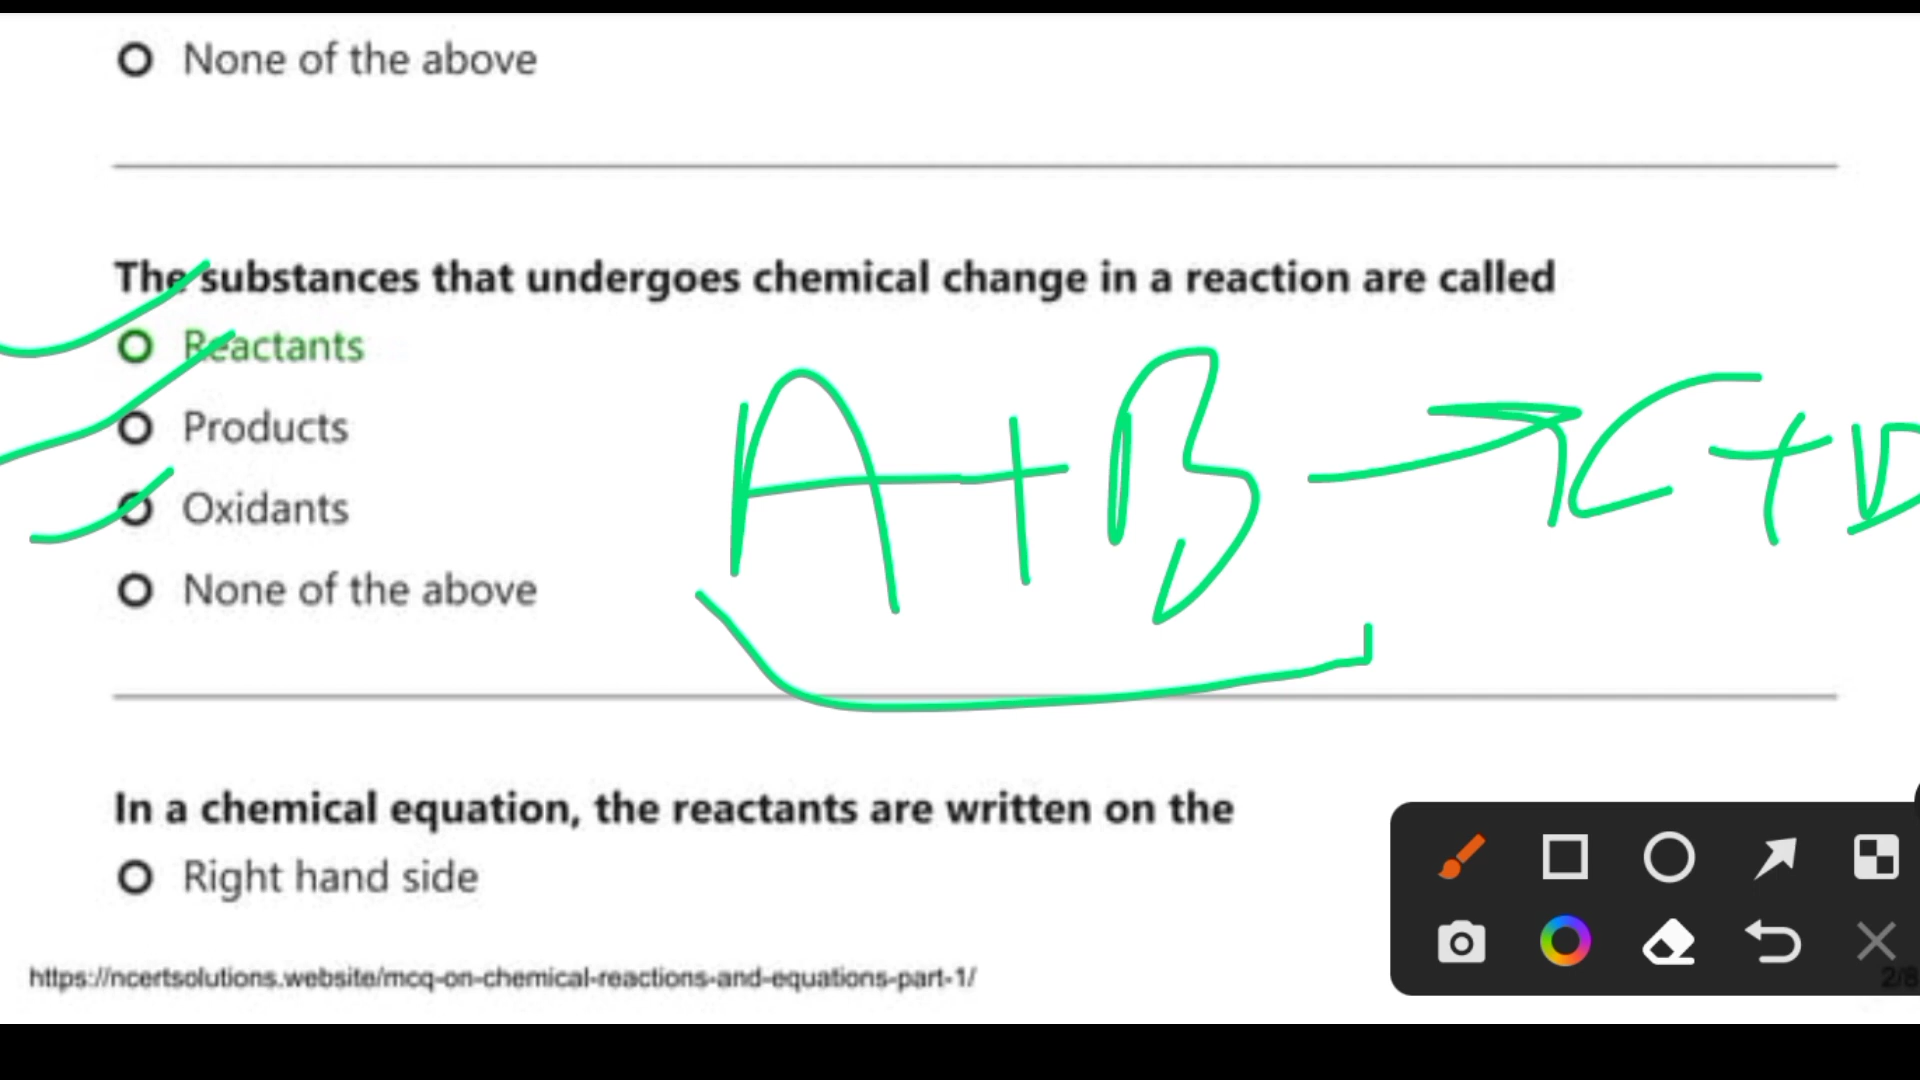 None of the above
The substances that undergoes chemical change in a reaction are called
Reactants
Products
Oxidants
None of the above
A+B→C+D
In a chemical equation, the reactants are written on the
Right hand side
https://ncertsolutions.website/mcq-on-chemical-reactions-and-equations-part-1/
2/8